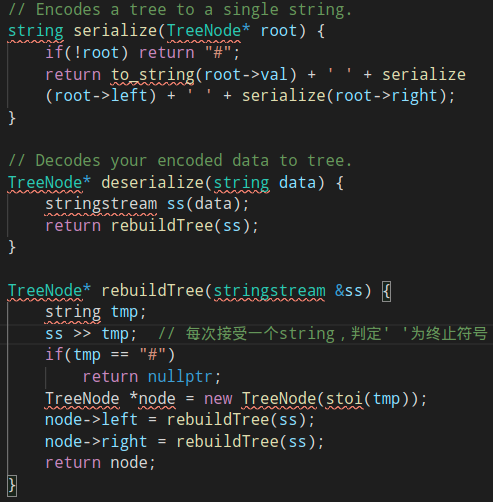 // Encodes a tree to a single string.
string serialize(TreeNode* root) {
    if(!root) return "#";
    return to_string(root->val) + ' ' + serialize
    (root->left) + ' ' + serialize(root->right);
}

// Decodes your encoded data to tree.
TreeNode* deserialize(string data) {
    stringstream ss(data);
    return rebuildTree(ss);
}

TreeNode* rebuildTree(stringstream &ss) {
    string tmp;
    ss >> tmp;  // 每次接受一个string，判定' '为终止符号
    if(tmp == "#")
        return nullptr;
    TreeNode *node = new TreeNode(stoi(tmp));
    node->left = rebuildTree(ss);
    node->right = rebuildTree(ss);
    return node;
}